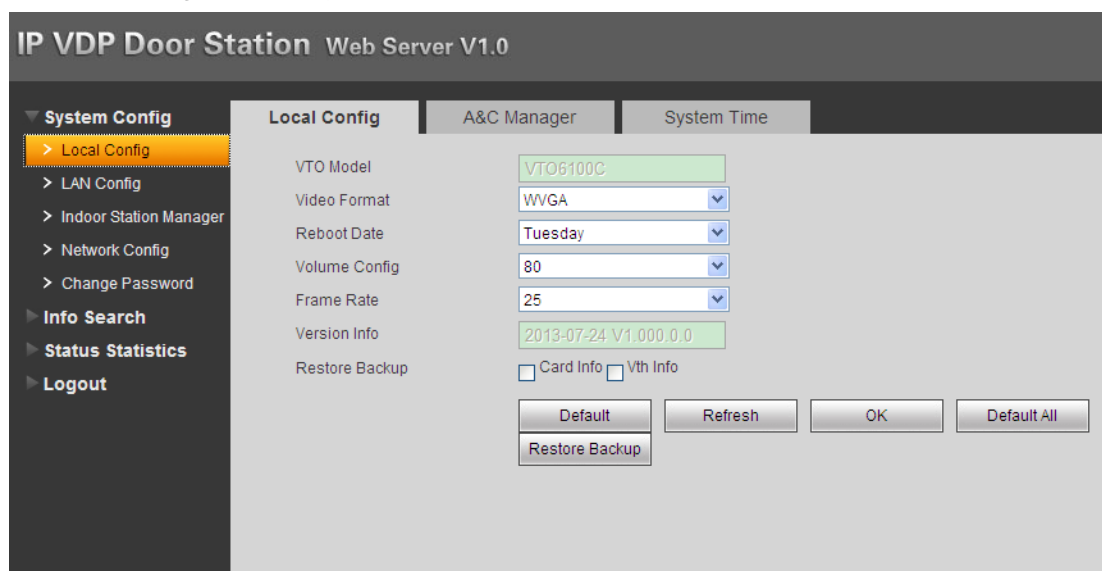 IP VDP Door Station Web Server V1.0
System Config
> Local Config
> LAN Config
> Indoor Station Manager
> Network Config
> Change Password
Info Search
Status Statistics
Logout
Local Config A&C Manager System Time
VTO Model VTO6100C
Video Format WVGA
Reboot Date Tuesday
Volume Config 80
Frame Rate 25
Version Info 2013-07-24 V1.000.0.0
Restore Backup Card Info Vth Info
Default Refresh OK Default All
Restore Backup